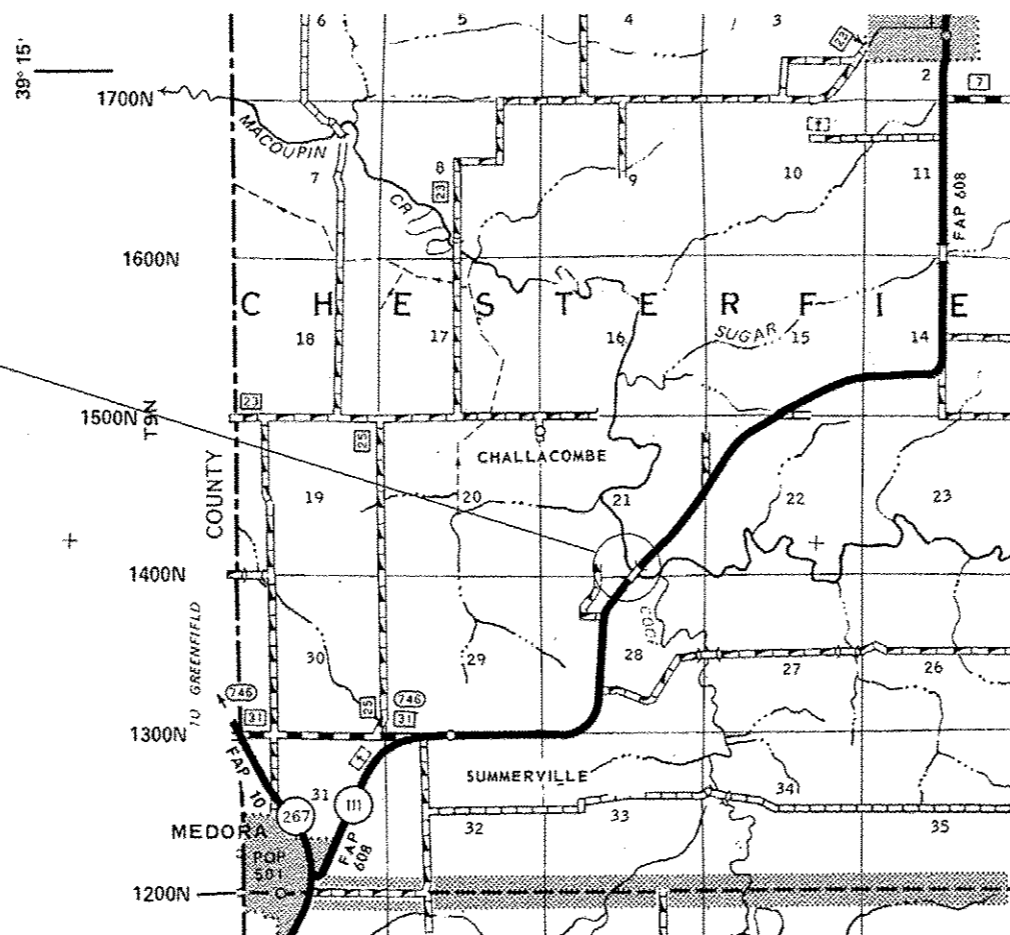 39° 15'
6 5 4 3
23
2
1700N
7
MACOUPIN
7 8 9 10 11
23
CR
FAP 608
1600N
C H E S T E R F I E
18 17 16 15 14
SUGAR
T9N
1500N
23
25
CHALLACOMBE
COUNTY
19 20 21 22 23
1400N
TO GREENFIELD
30 29 28 27 26
746 746
31 25 31
1300N
FAP 10
31
SUMMERVILLE
34
267 111
32 33 35
MEDORA
FAP 608
POP 501
1200N